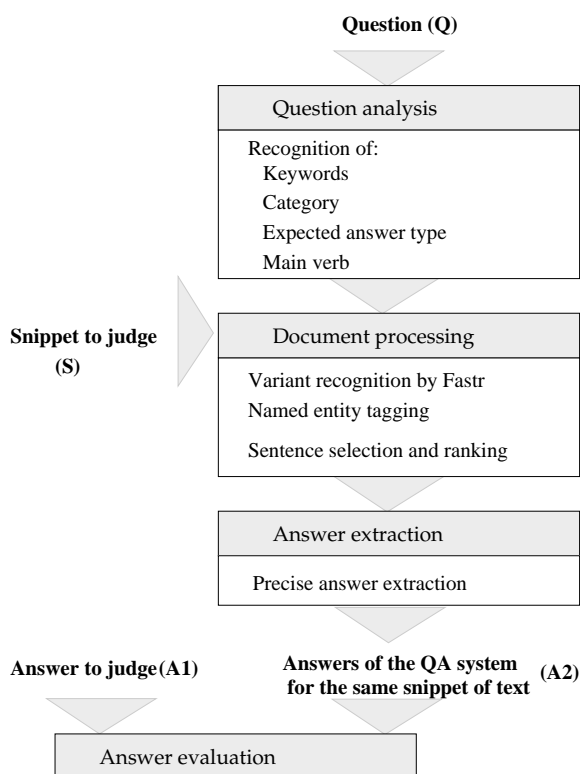 Question (Q)
Question analysis
Recognition of:
Keywords
Category
Expected answer type
Main verb
Snippet to judge
(S)
Document processing
Variant recognition by Fastr
Named entity tagging
Sentence selection and ranking
Answer extraction
Precise answer extraction
Answer to judge (A1)
Answers of the QA system
for the same snippet of text (A2)
Answer evaluation